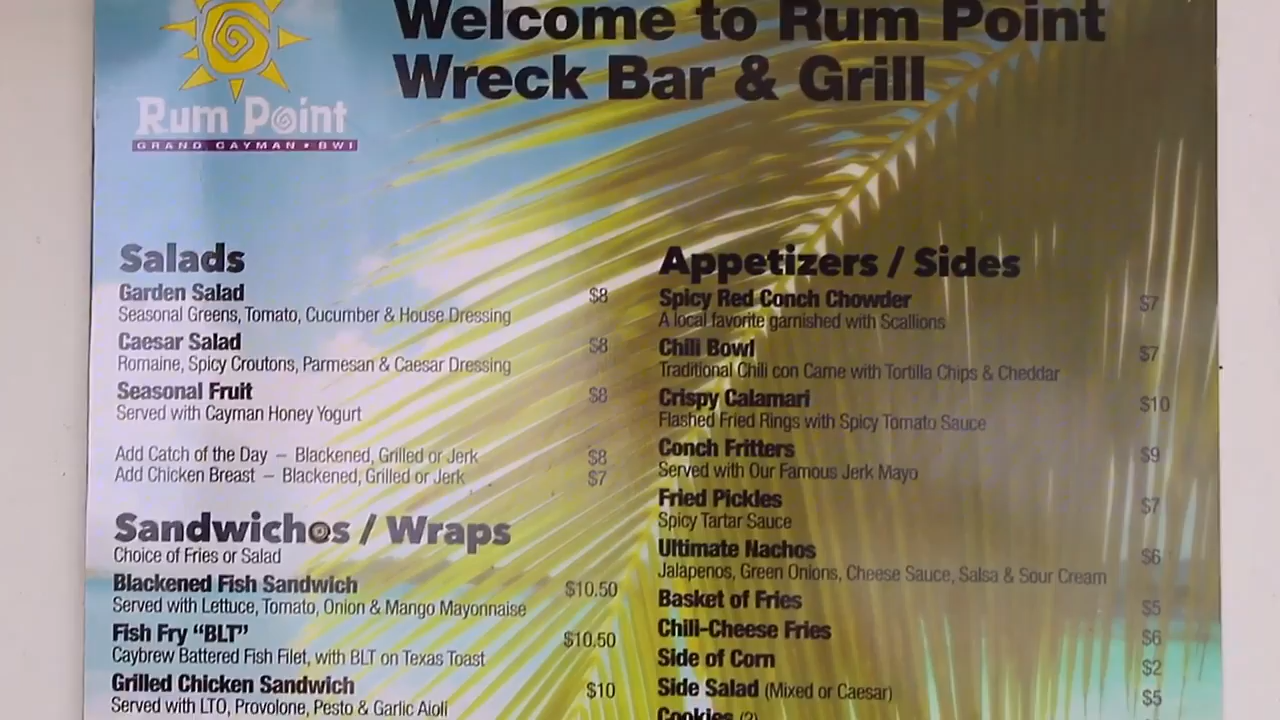 Welcome to Rum Point
Wreck Bar & Grill
Rum Point
GRAND CAYMAN • BWI
Salads
Garden Salad $8
Seasonal Greens, Tomato, Cucumber & House Dressing
Caesar Salad $8
Romaine, Spicy Croutons, Parmesan & Caesar Dressing
Seasonal Fruit $8
Served with Cayman Honey Yogurt
Add Catch of the Day – Blackened, Grilled or Jerk $8
Add Chicken Breast – Blackened, Grilled or Jerk $7
Sandwiches / Wraps
Choice of Fries or Salad
Blackened Fish Sandwich $10.50
Served with Lettuce, Tomato, Onion & Mango Mayonnaise
Fish Fry "BLT" $10.50
Caybrew Battered Fish Filet, with BLT on Texas Toast
Grilled Chicken Sandwich $10
Served with LTO, Provolone, Pesto & Garlic Aioli
Appetizers / Sides
Spicy Red Conch Chowder $7
A local favorite garnished with Scallions
Chili Bowl $7
Traditional Chili con Carne with Tortilla Chips & Cheddar
Crispy Calamari $10
Flashed Fried Rings with Spicy Tomato Sauce
Conch Fritters $9
Served with Our Famous Jerk Mayo
Fried Pickles $7
Spicy Tartar Sauce
Ultimate Nachos $6
Jalapenos, Green Onions, Cheese Sauce, Salsa & Sour Cream
Basket of Fries $5
Chili-Cheese Fries $6
Side of Corn $2
Side Salad (Mixed or Caesar) $5
Cookies (2)